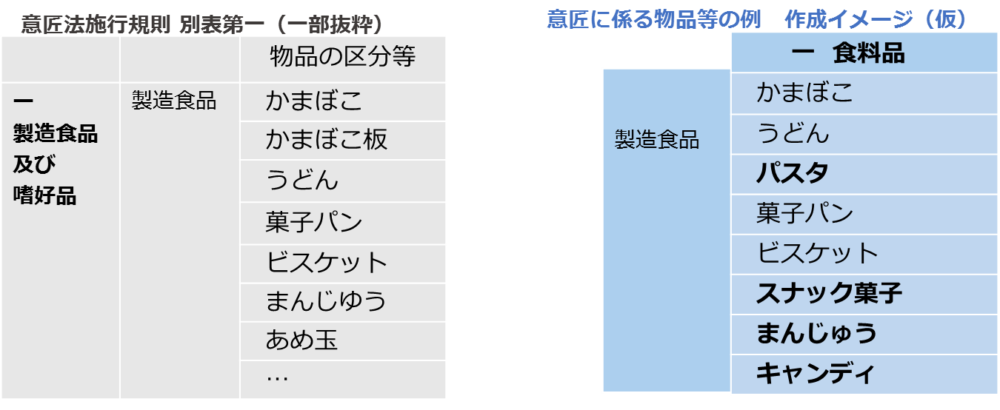 意匠法施行規則 別表第一（一部抜粋）
物品の区分等
一
製造食品
及び
嗜好品
製造食品
かまぼこ
かまぼこ板
うどん
菓子パン
ビスケット
まんじゆう
あめ玉
…
意匠に係る物品等の例　作成イメージ（仮）
一 食料品
製造食品
かまぼこ
うどん
パスタ
菓子パン
ビスケット
スナック菓子
まんじゅう
キャンディ